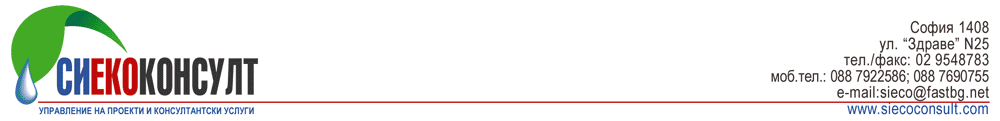 СИЕКОКОНСУЛТ
УПРАВЛЕНИЕ НА ПРОЕКТИ И КОНСУЛТАНТСКИ УСЛУГИ
София 1408
ул. “Здраве” N25
тел./факс: 02 9548783
моб.тел.: 088 7922586; 088 7690755
e-mail:sieco@fastbg.net
www.siecoconsult.com